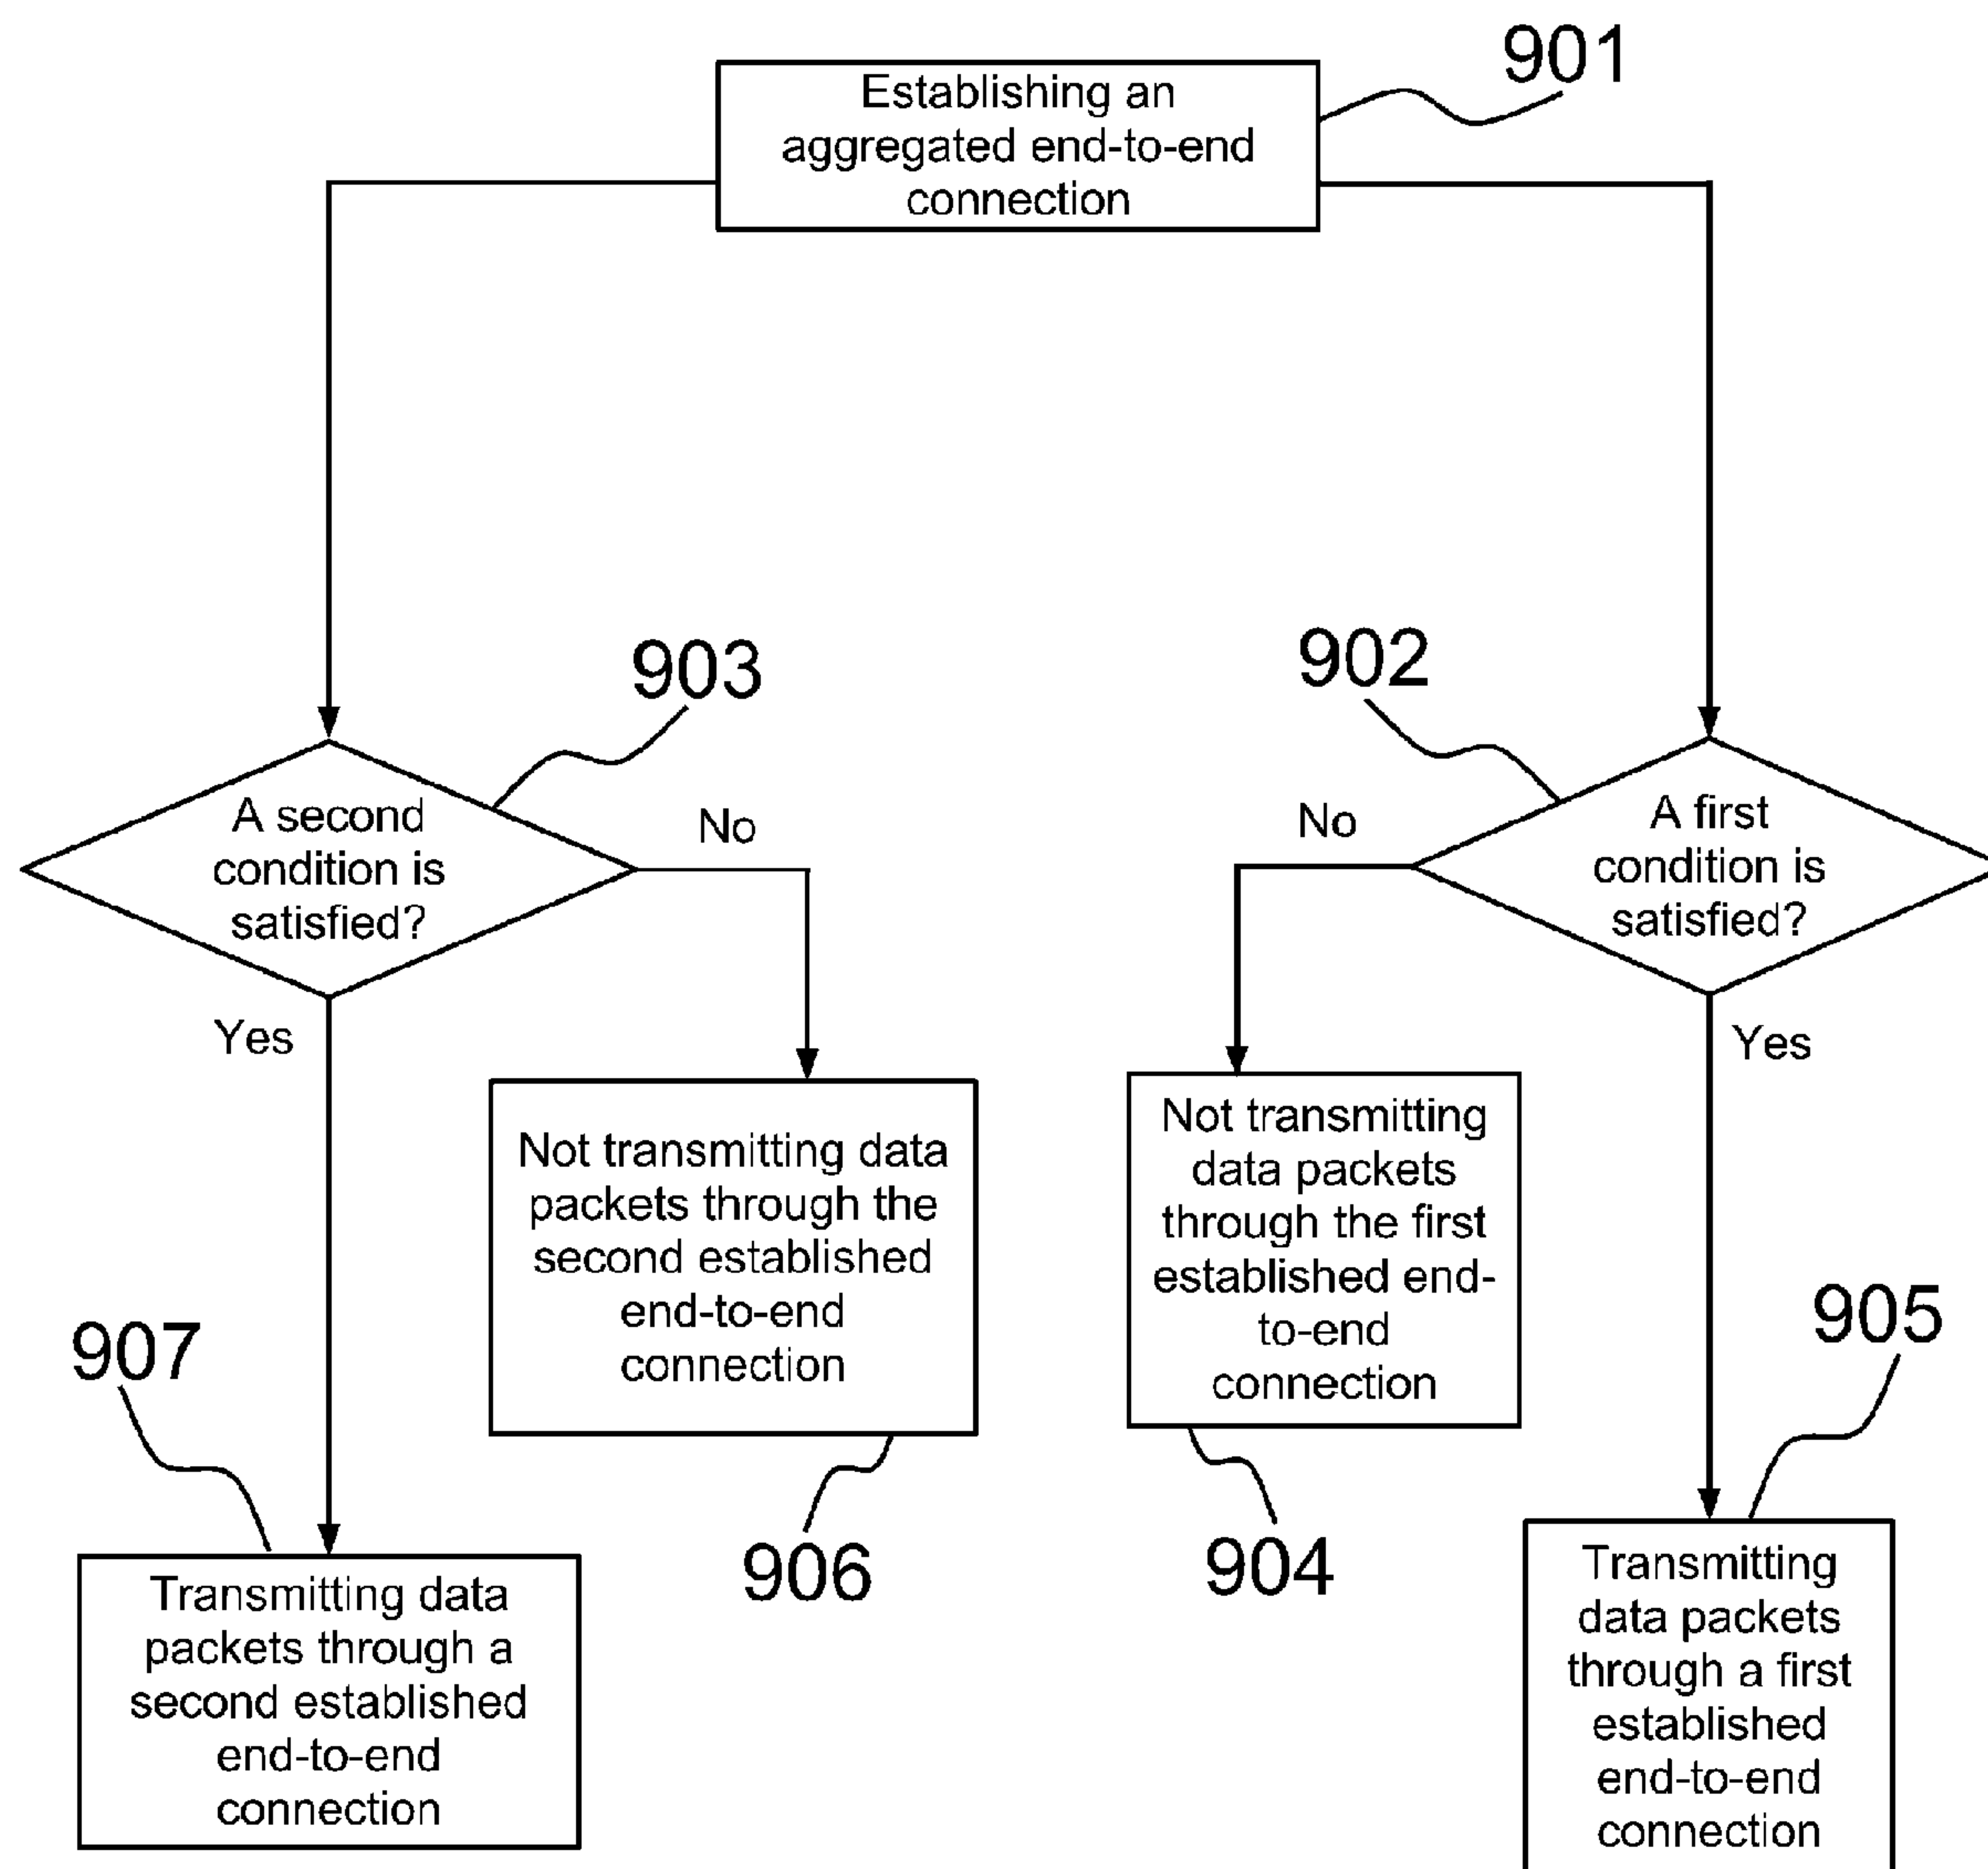 901
Establishing an
aggregated end-to-end
connection
903
902
A second
condition is
satisfied?
No
No
A first
condition is
satisfied?
Yes
Yes
Not transmitting data
packets through the
second established
end-to-end
connection
Not transmitting
data packets
through the first
established end-
to-end
connection
907
905
906
904
Transmitting data
packets through a
second established
end-to-end
connection
Transmitting
data packets
through a first
established
end-to-end
connection